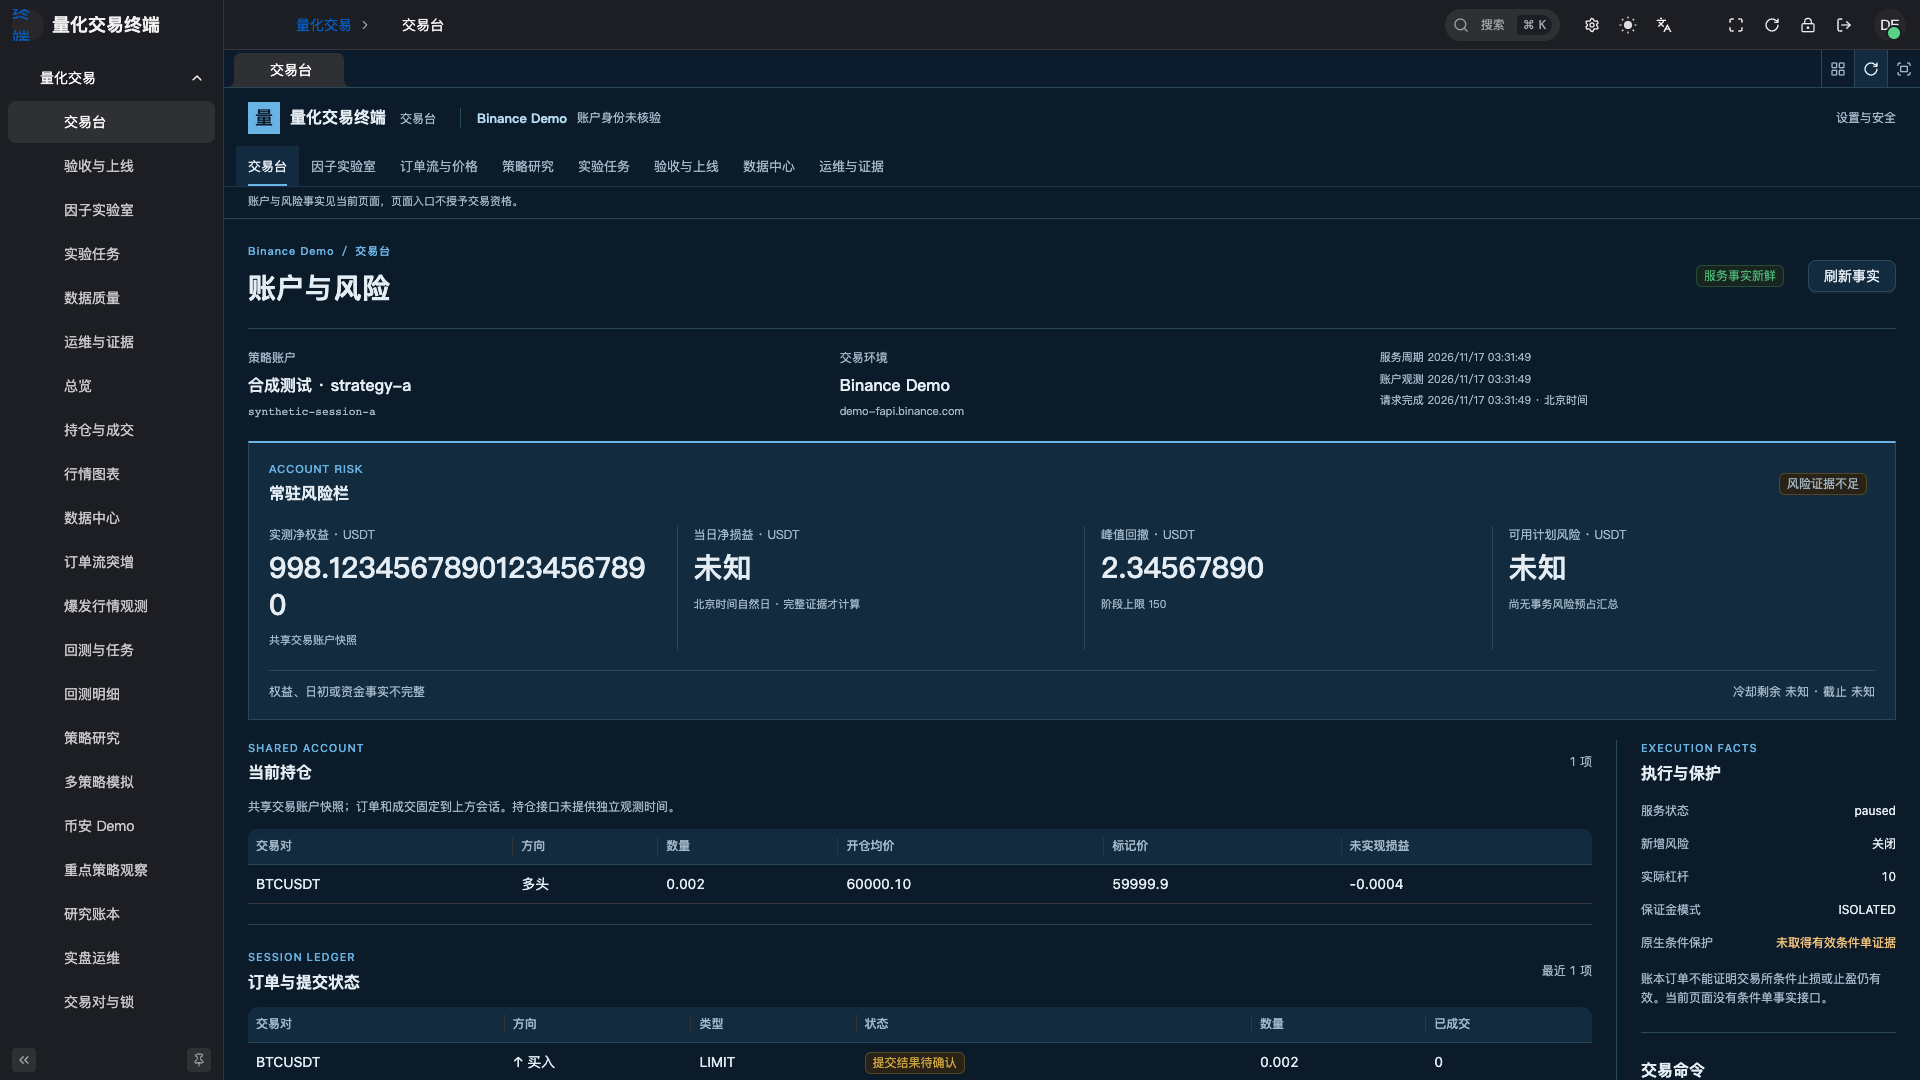 量化交易终端
量化交易
交易台
验收与上线
因子实验室
实验任务
数据质量
运维与证据
总览
持仓与成交
行情图表
数据中心
订单流突增
爆发行情观测
回测与任务
回测明细
策略研究
多策略模拟
币安 Demo
重点策略观察
研究账本
实盘运维
交易对与锁
量化交易 > 交易台
搜索 ⌘ K
交易台
量 量化交易终端 交易台 Binance Demo 账户身份未核验
设置与安全
交易台 因子实验室 订单流与价格 策略研究 实验任务 验收与上线 数据中心 运维与证据
账户与风险事实见当前页面，页面入口不授予交易资格。
Binance Demo / 交易台
账户与风险
服务事实新鲜
刷新事实
策略账户
合成测试 · strategy-a
synthetic-session-a
交易环境
Binance Demo
demo-fapi.binance.com
服务周期 2026/11/17 03:31:49
账户观测 2026/11/17 03:31:49
请求完成 2026/11/17 03:31:49 · 北京时间
ACCOUNT RISK
常驻风险栏
风险证据不足
实测净权益 · USDT
998.1234567890123456789
0
共享交易账户快照
当日净损益 · USDT
未知
北京时间自然日 · 完整证据才计算
峰值回撤 · USDT
2.34567890
阶段上限 150
可用计划风险 · USDT
未知
尚无事务风险预占汇总
权益、日初或资金事实不完整
冷却剩余 未知 · 截止 未知
SHARED ACCOUNT
当前持仓
1 项
共享交易账户快照；订单和成交固定到上方会话。持仓接口未提供独立观测时间。
交易对 方向 数量 开仓均价 标记价 未实现损益
BTCUSDT 多头 0.002 60000.10 59999.9 -0.0004
SESSION LEDGER
订单与提交状态
最近 1 项
交易对 方向 类型 状态 数量 已成交
BTCUSDT ↑ 买入 LIMIT 提交结果待确认 0.002 0
EXECUTION FACTS
执行与保护
服务状态 paused
新增风险 关闭
实际杠杆 10
保证金模式 ISOLATED
原生条件保护 未取得有效条件单证据
账本订单不能证明交易所条件止损或止盈仍有
效。当前页面没有条件单事实接口。
交易命令